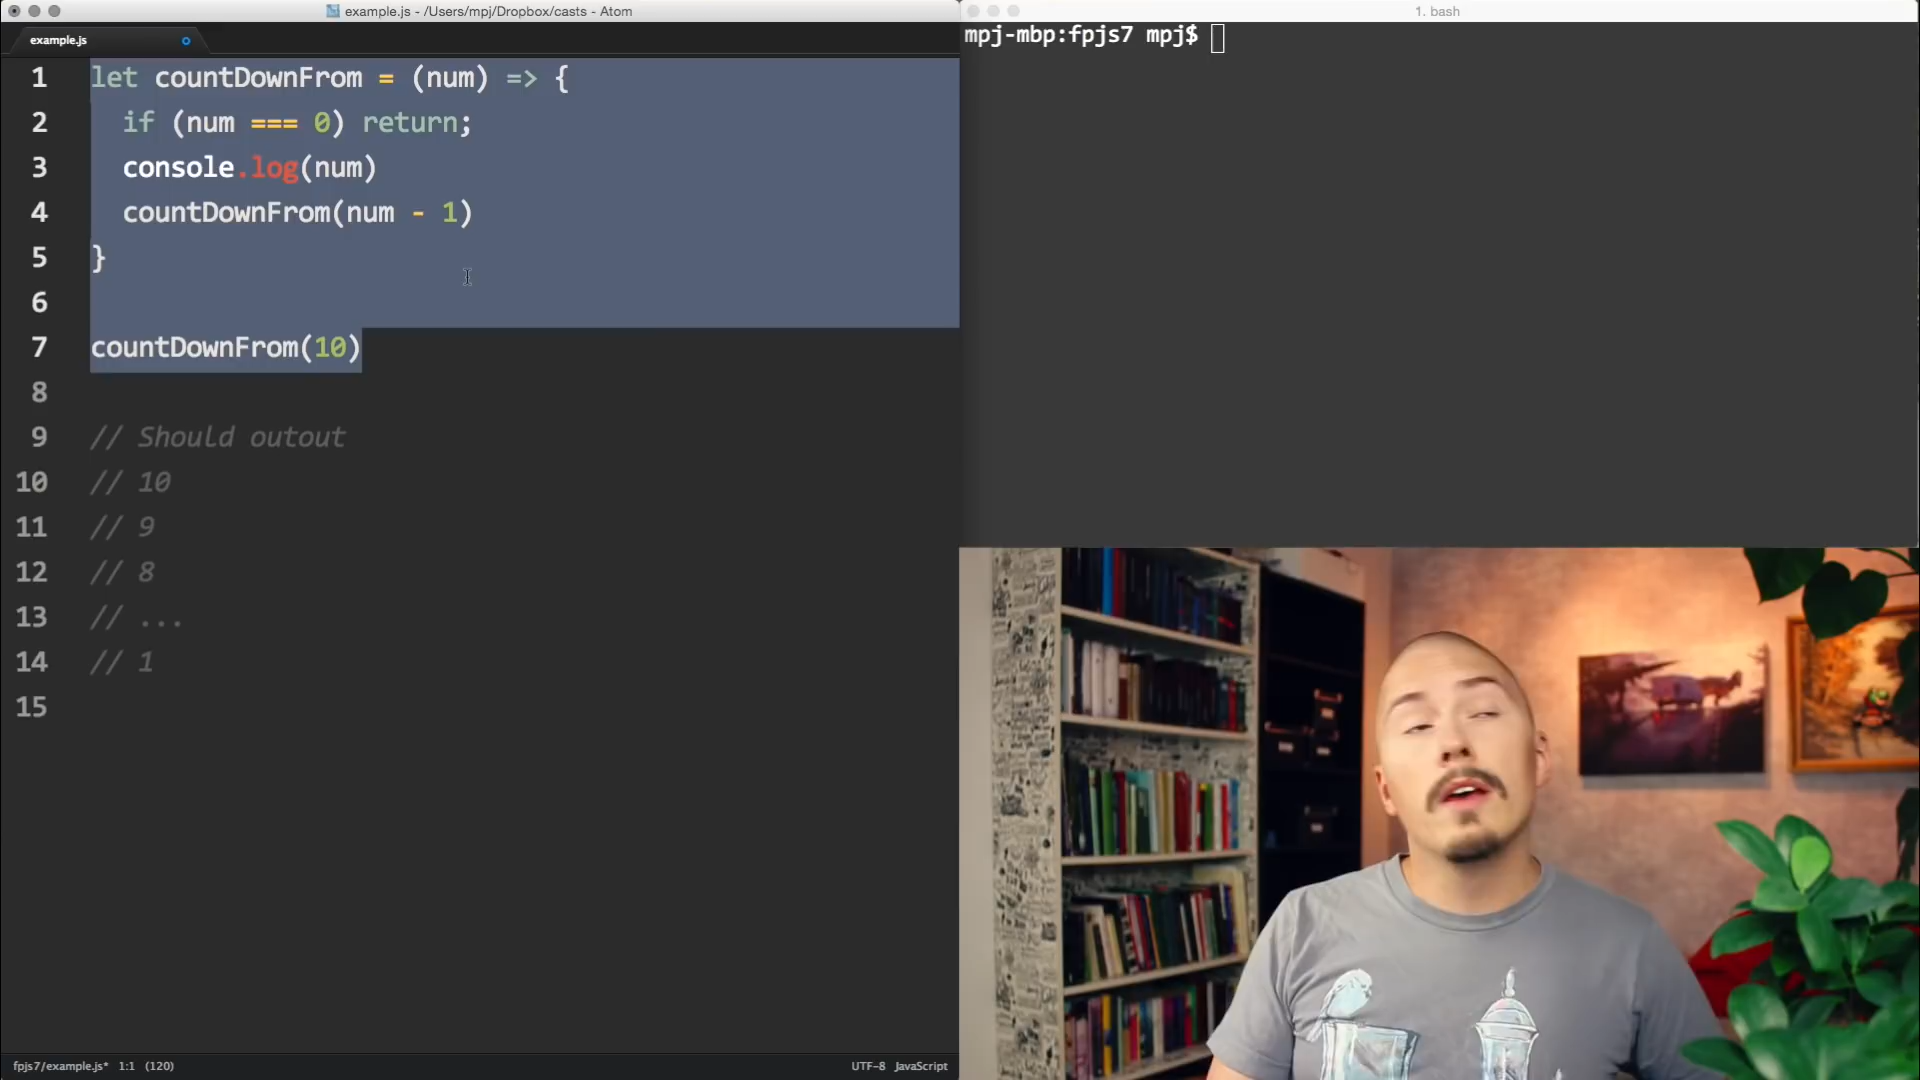 example.js - /Users/mpj/Dropbox/casts - Atom
1. bash
example.js
mpj-mbp:fpjs7 mpj$
1 let countDownFrom = (num) => {
2 if (num === 0) return;
3 console.log(num)
4 countDownFrom(num - 1)
5 }
6
7 countDownFrom(10)
8
9 // Should outout
10 // 10
11 // 9
12 // 8
13 // ...
14 // 1
15
fpjs7/example.js* 1:1 (120)
UTF-8 JavaScript